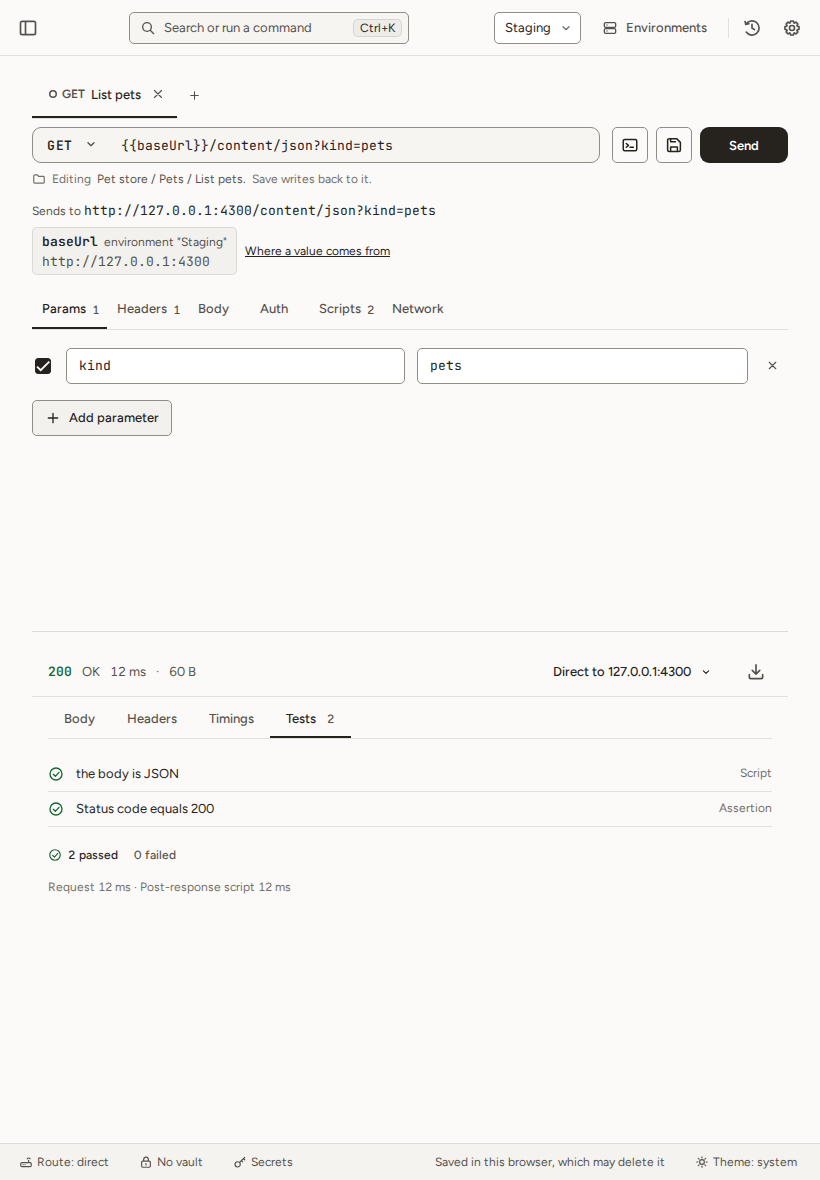 Search or run a command Ctrl+K Staging Environments
GET List pets
GET {{baseUrl}}/content/json?kind=pets Send
Editing Pet store / Pets / List pets. Save writes back to it.
Sends to http://127.0.0.1:4300/content/json?kind=pets
baseUrl environment "Staging"
http://127.0.0.1:4300
Where a value comes from
Params 1 Headers 1 Body Auth Scripts 2 Network
kind pets
Add parameter
200 OK 12 ms · 60 B Direct to 127.0.0.1:4300
Body Headers Timings Tests 2
the body is JSON Script
Status code equals 200 Assertion
2 passed 0 failed
Request 12 ms · Post-response script 12 ms
Route: direct No vault Secrets Saved in this browser, which may delete it Theme: system